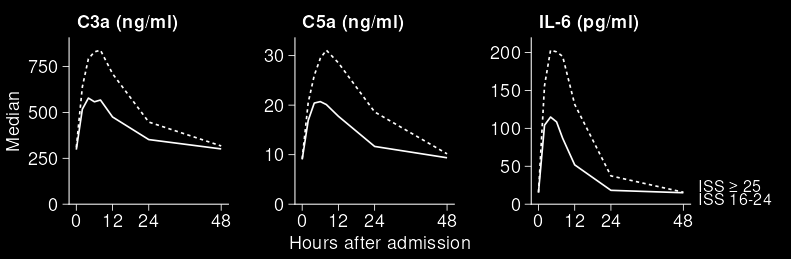 C3a (ng/ml)
C5a (ng/ml)
IL-6 (pg/ml)
Median
750
500
250
0
30
20
10
0
200
150
100
50
0
0 12 24 48
0 12 24 48
0 12 24 48
ISS ≥ 25
ISS 16-24
Hours after admission